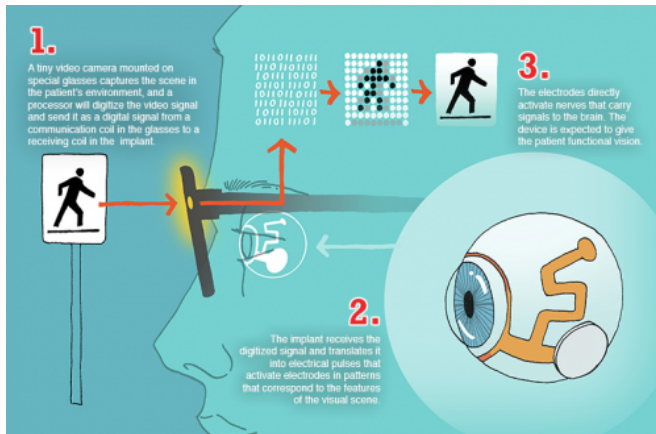 1.
A tiny video camera mounted on
special glasses captures the scene in
the patient's environment, and a
processor will digitize the video signal
and send it as a digital signal from a
communication coil in the glasses to a
receiving coil in the implant.
10110110111
11101101101
10110110111
3.
The electrodes directly
activate nerves that carry
signals to the brain. The
device is expected to give
the patient functional vision.
2.
The implant receives the
digitized signal and translates it
into electrical pulses that
activate electrodes in patterns
that correspond to the features
of the visual scene.